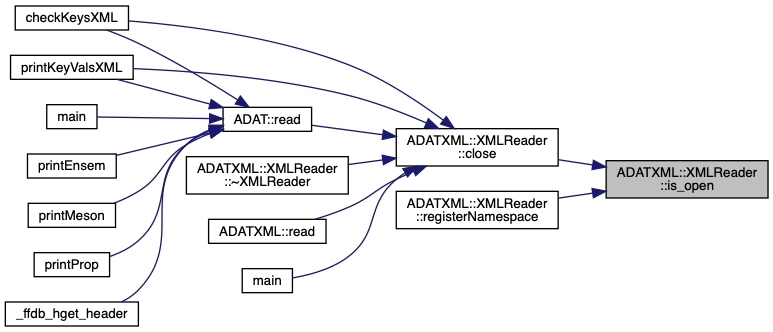 checkKeysXML
printKeyValsXML
main
ADAT::read
printEnsem
printMeson
printProp
_ffdb_hget_header
ADATXML::XMLReader
::close
ADATXML::XMLReader
::~XMLReader
ADATXML::read
main
ADATXML::XMLReader
::registerNamespace
ADATXML::XMLReader
::is_open